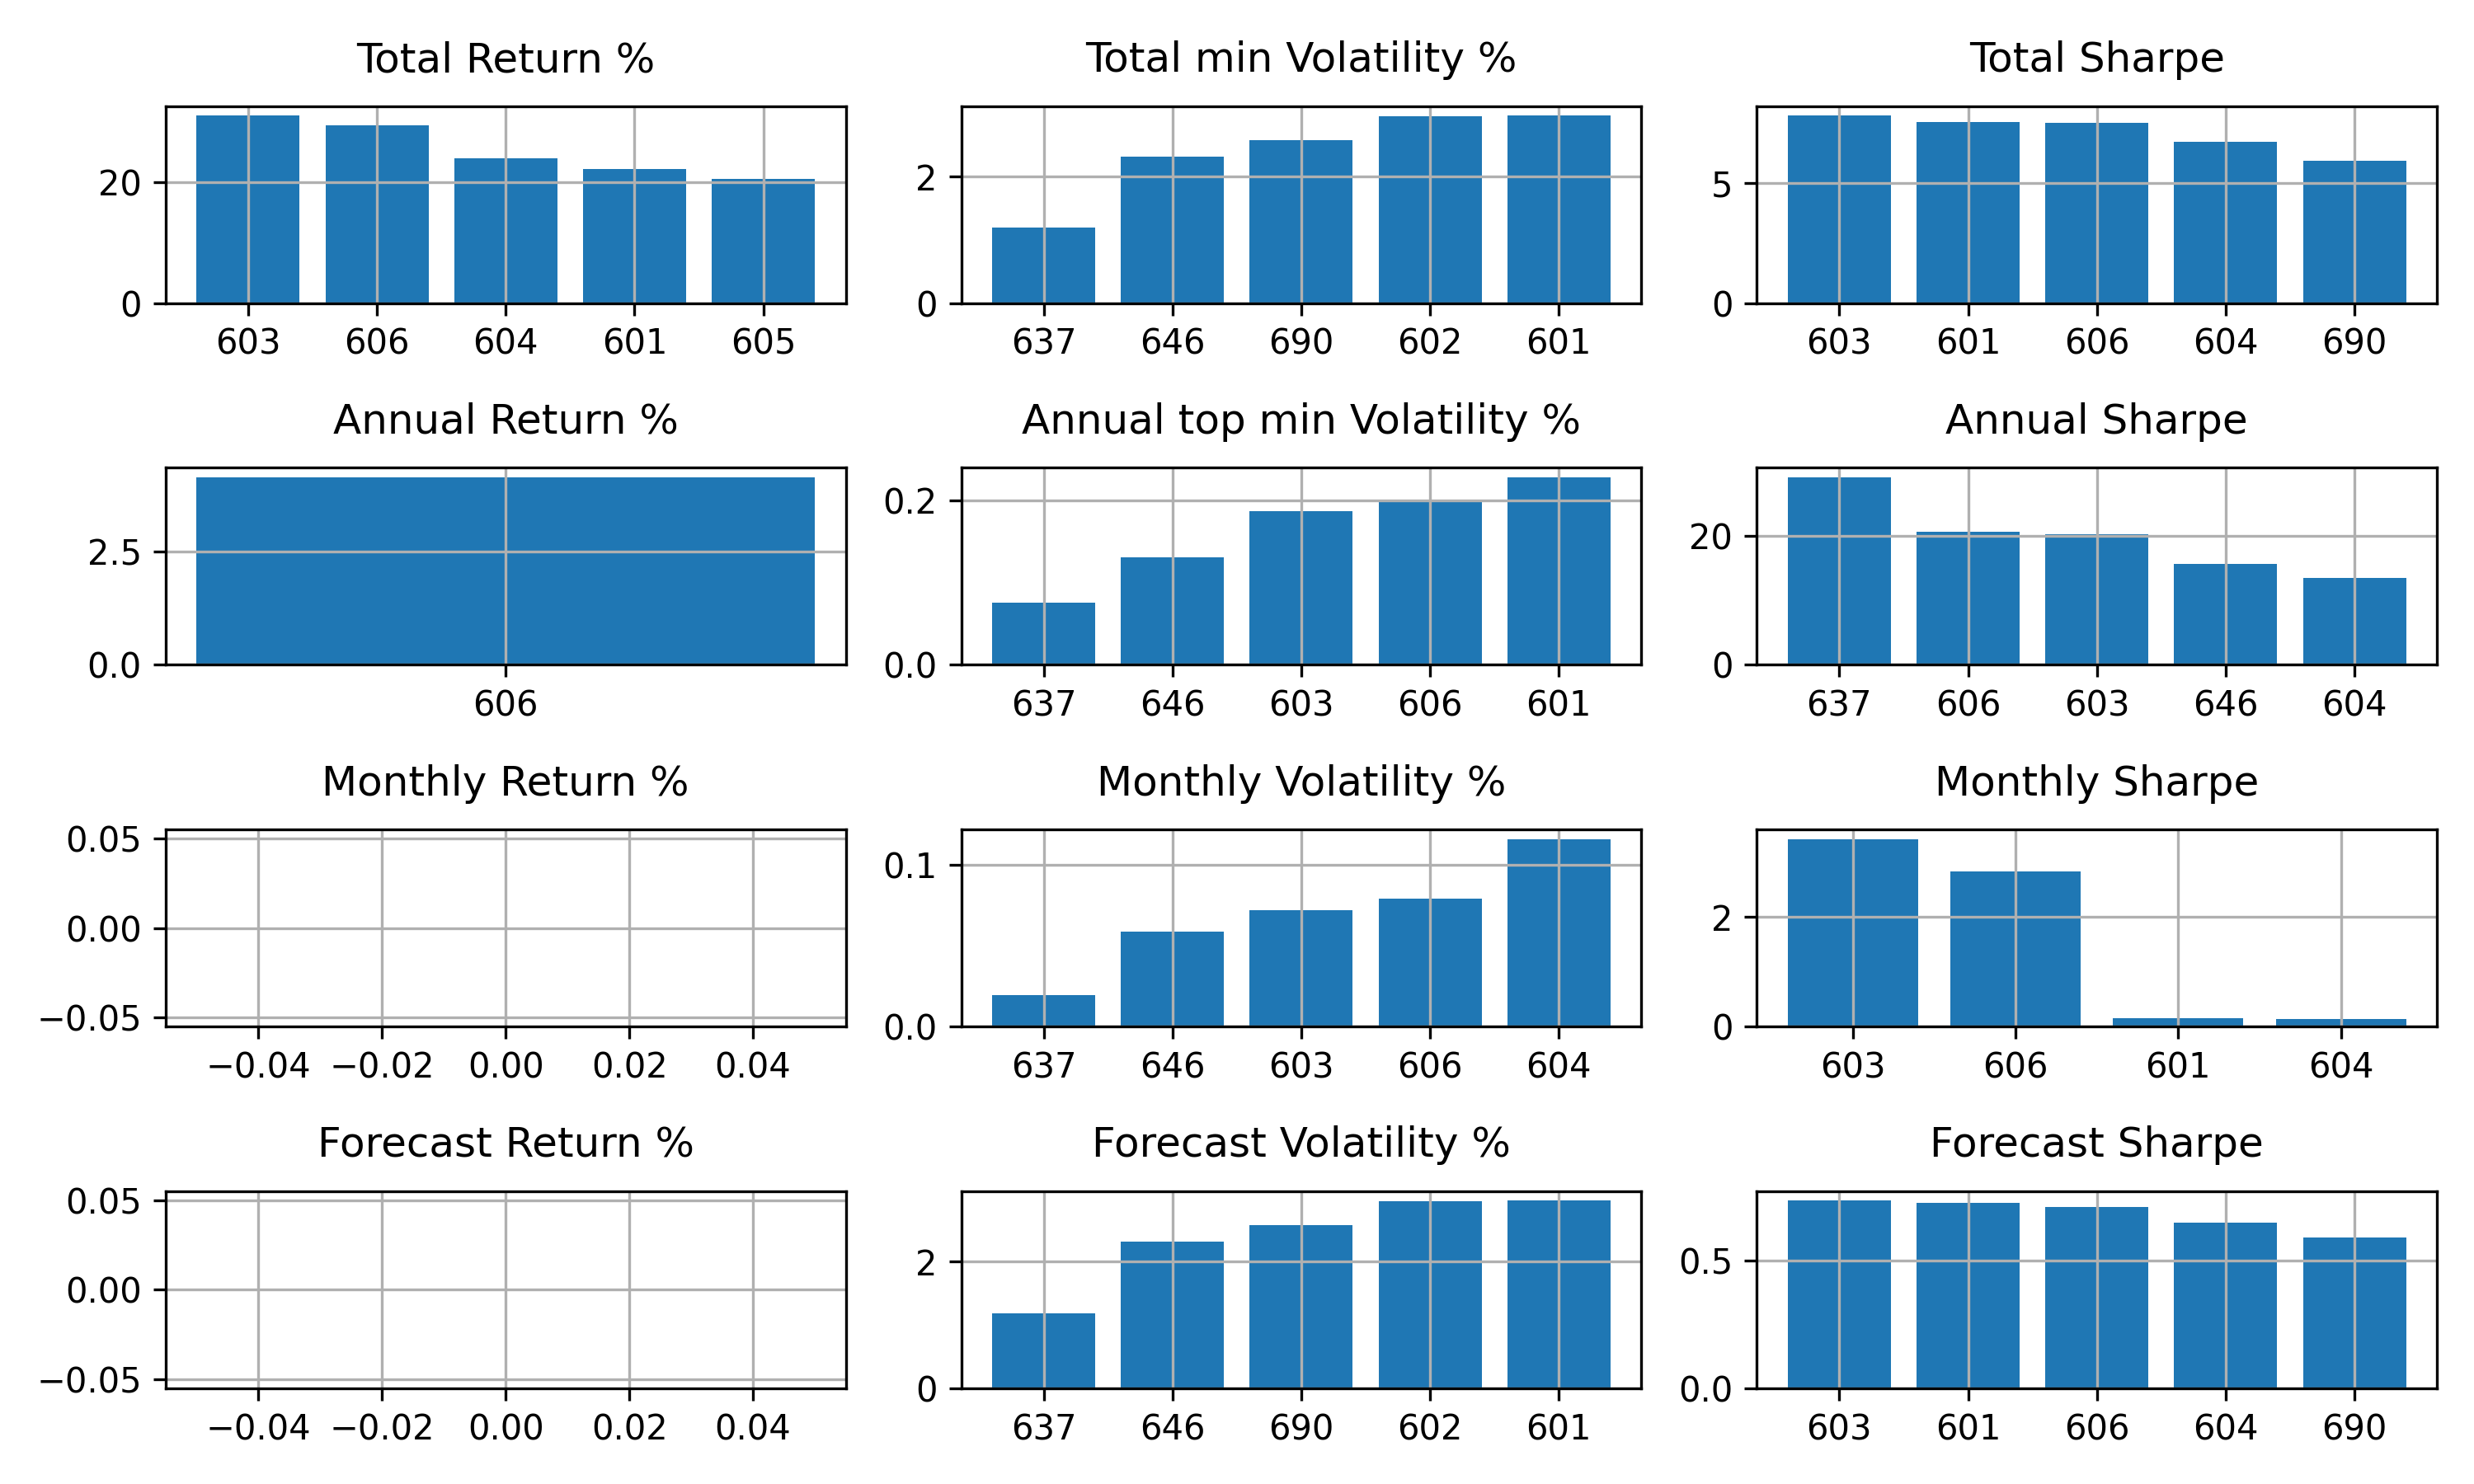 Total Return %
20
0
603 606 604 601 605
Total min Volatility %
2
0
637 646 690 602 601
Total Sharpe
5
0
603 601 606 604 690
Annual Return %
2.5
0.0
606
Annual top min Volatility %
0.2
0.0
637 646 603 606 601
Annual Sharpe
20
0
637 606 603 646 604
Monthly Return %
0.05
0.00
−0.05
−0.04 −0.02 0.00 0.02 0.04
Monthly Volatility %
0.1
0.0
637 646 603 606 604
Monthly Sharpe
2
0
603 606 601 604
Forecast Return %
0.05
0.00
−0.05
−0.04 −0.02 0.00 0.02 0.04
Forecast Volatility %
2
0
637 646 690 602 601
Forecast Sharpe
0.5
0.0
603 601 606 604 690